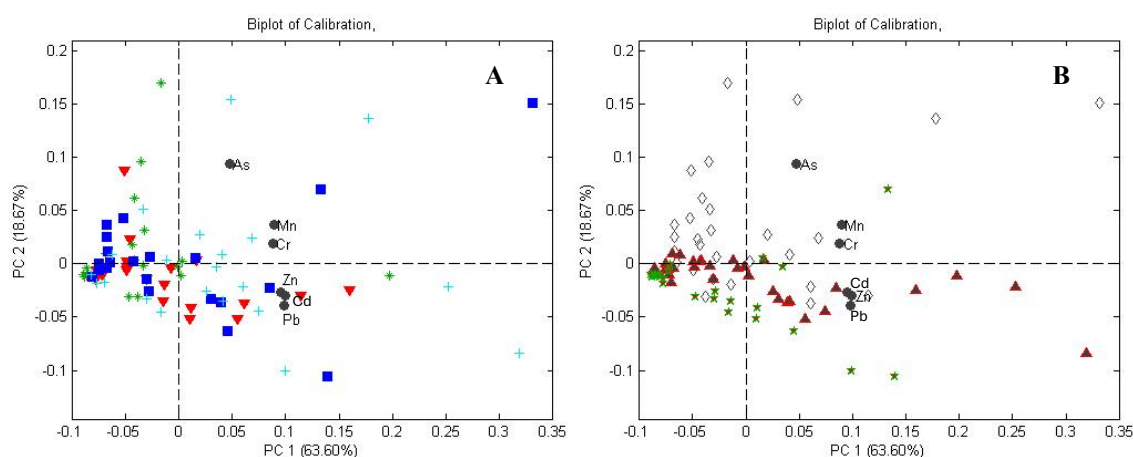 Biplot of Calibration,
A
0.2
0.15
0.1
0.05
0
-0.05
-0.1
PC 2 (18.67%)
As
Mn
Cr
Zn
Cd
Pb
-0.1 -0.05 0 0.05 0.1 0.15 0.2 0.25 0.3 0.35
PC 1 (63.60%)
Biplot of Calibration,
B
0.2
0.15
0.1
0.05
0
-0.05
-0.1
PC 2 (18.67%)
As
Mn
Cr
Cd
Zn
Pb
-0.1 -0.05 0 0.05 0.1 0.15 0.2 0.25 0.3 0.35
PC 1 (63.60%)